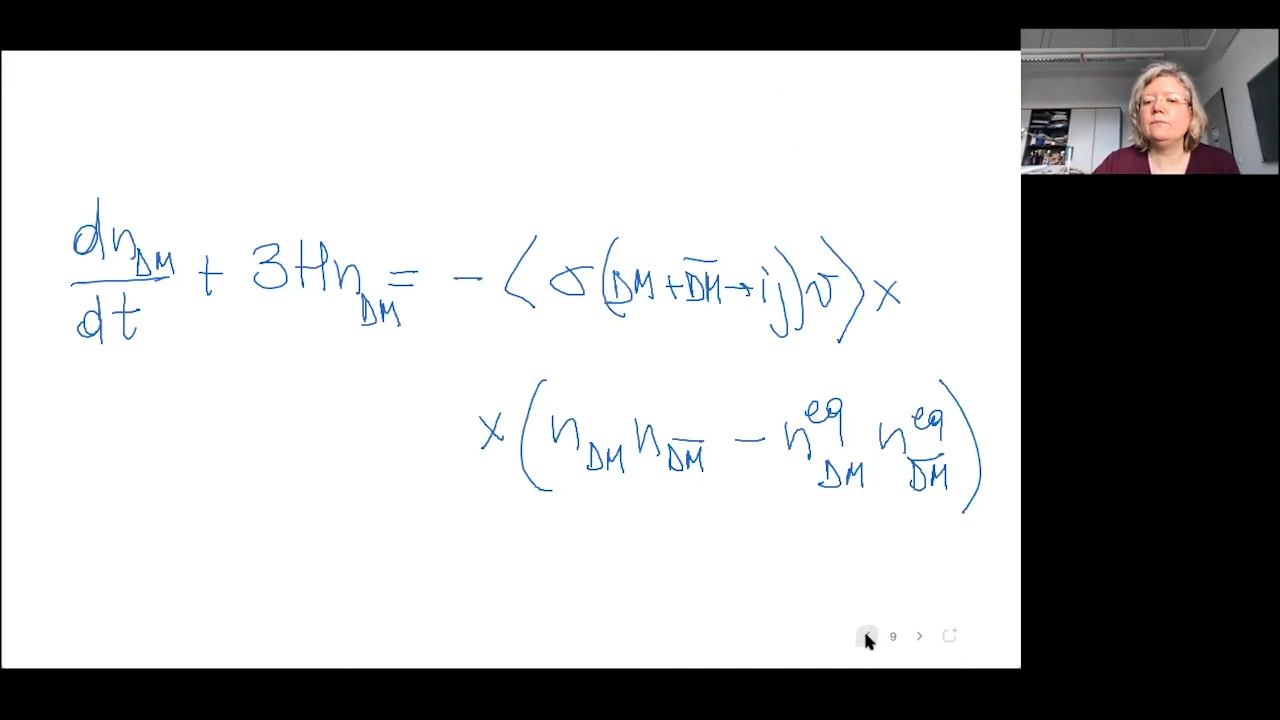 dn_DM/dt + 3Hn_DM = - ⟨σ(DM + D̅M̅ → ij)v⟩ ×
× (n_DM n_D̅M̅ - n^eq_DM n^eq_D̅M̅)
9